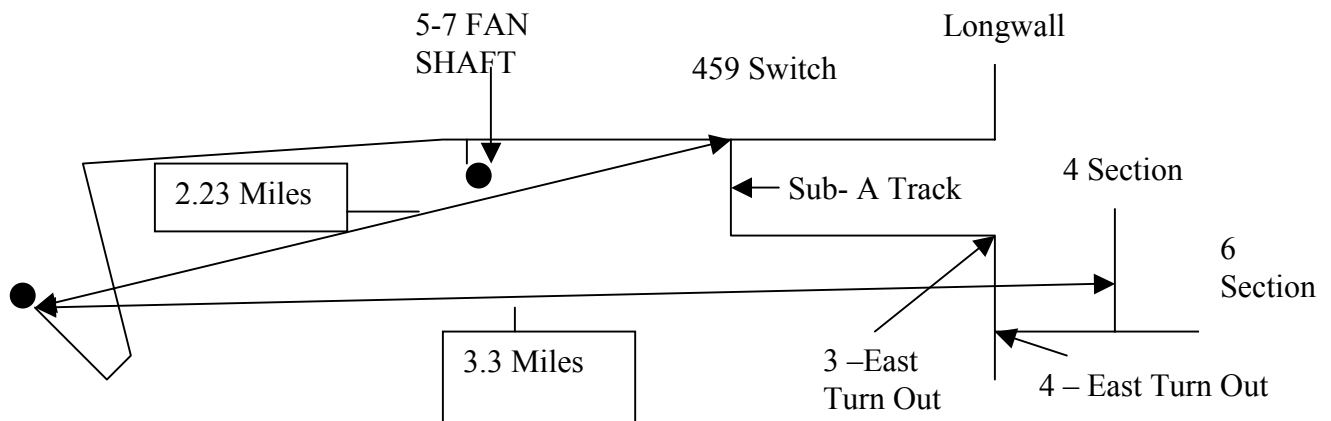 5-7 FAN
SHAFT
Longwall
459 Switch
4 Section
2.23 Miles
Sub- A Track
6
Section
3.3 Miles
3 –East
Turn Out
4 – East Turn Out